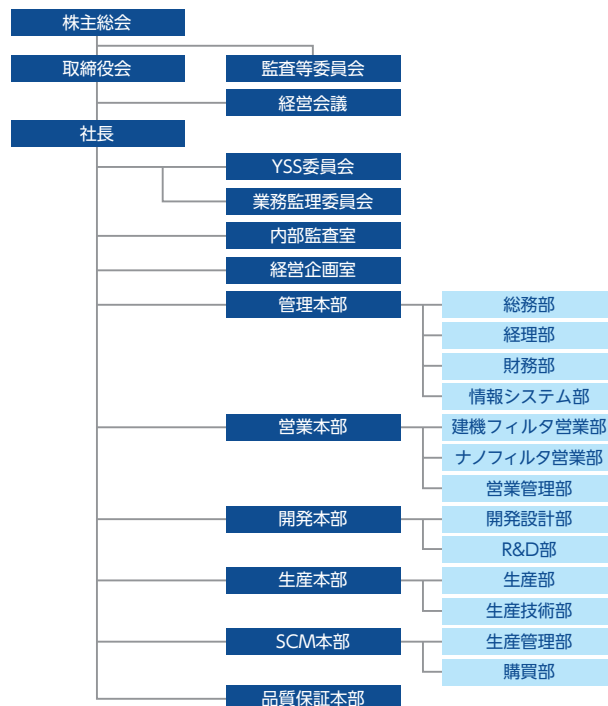 株主総会
取締役会
監査等委員会
経営会議
社長
YSS委員会
業務監理委員会
内部監査室
経営企画室
管理本部
総務部
経理部
財務部
情報システム部
営業本部
建機フィルタ営業部
ナノフィルタ営業部
営業管理部
開発本部
開発設計部
R&D部
生産本部
生産部
生産技術部
SCM本部
生産管理部
購買部
品質保証本部